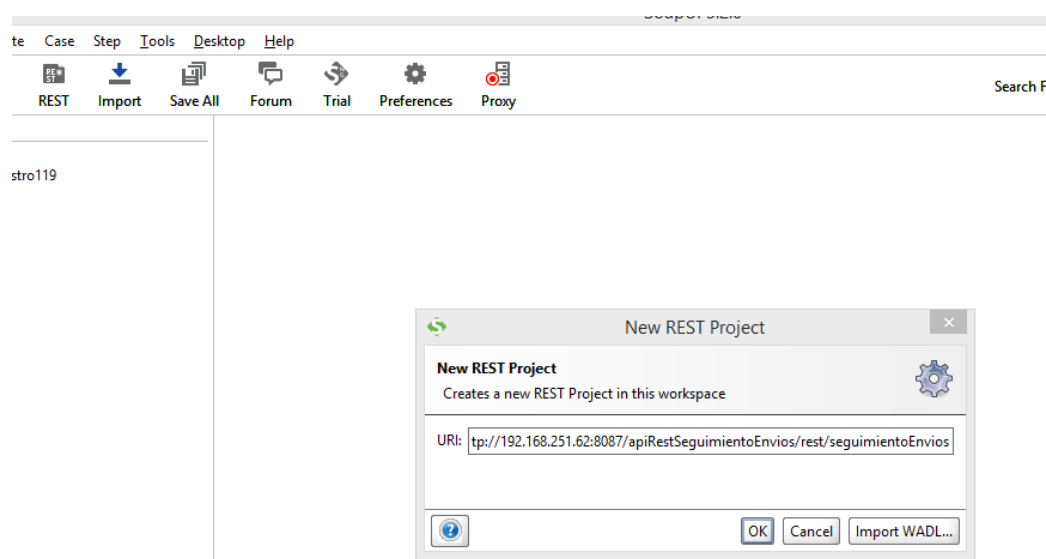 te Case Step Tools Desktop Help
REST Import Save All Forum Trial Preferences Proxy
Search F
stro119
New REST Project
New REST Project
Creates a new REST Project in this workspace
URI: tp://192.168.251.62:8087/apiRestSeguimientoEnvios/rest/seguimientoEnvios
OK Cancel Import WADL...